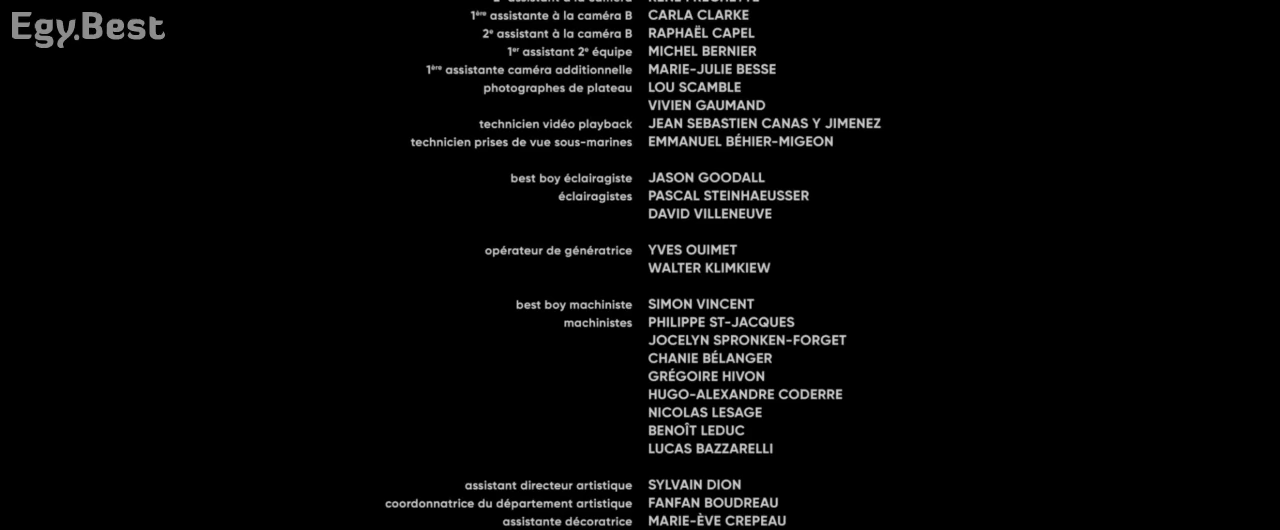 Egy.Best
1ère assistante à la caméra B CARLA CLARKE
2e assistant à la caméra B RAPHAËL CAPEL
1er assistant 2e équipe MICHEL BERNIER
1ère assistante caméra additionnelle MARIE-JULIE BESSE
photographes de plateau LOU SCAMBLE
VIVIEN GAUMAND
technicien vidéo playback JEAN SEBASTIEN CANAS Y JIMENEZ
technicien prises de vue sous-marines EMMANUEL BÉHIER-MIGEON
best boy éclairagiste JASON GOODALL
éclairagistes PASCAL STEINHAEUSSER
DAVID VILLENEUVE
opérateur de génératrice YVES OUIMET
WALTER KLIMKIEW
best boy machiniste SIMON VINCENT
machinistes PHILIPPE ST-JACQUES
JOCELYN SPRONKEN-FORGET
CHANIE BÉLANGER
GRÉGOIRE HIVON
HUGO-ALEXANDRE CODERRE
NICOLAS LESAGE
BENOÎT LEDUC
LUCAS BAZZARELLI
assistant directeur artistique SYLVAIN DION
coordonnatrice du département artistique FANFAN BOUDREAU
assistante décoratrice MARIE-ÈVE CREPEAU